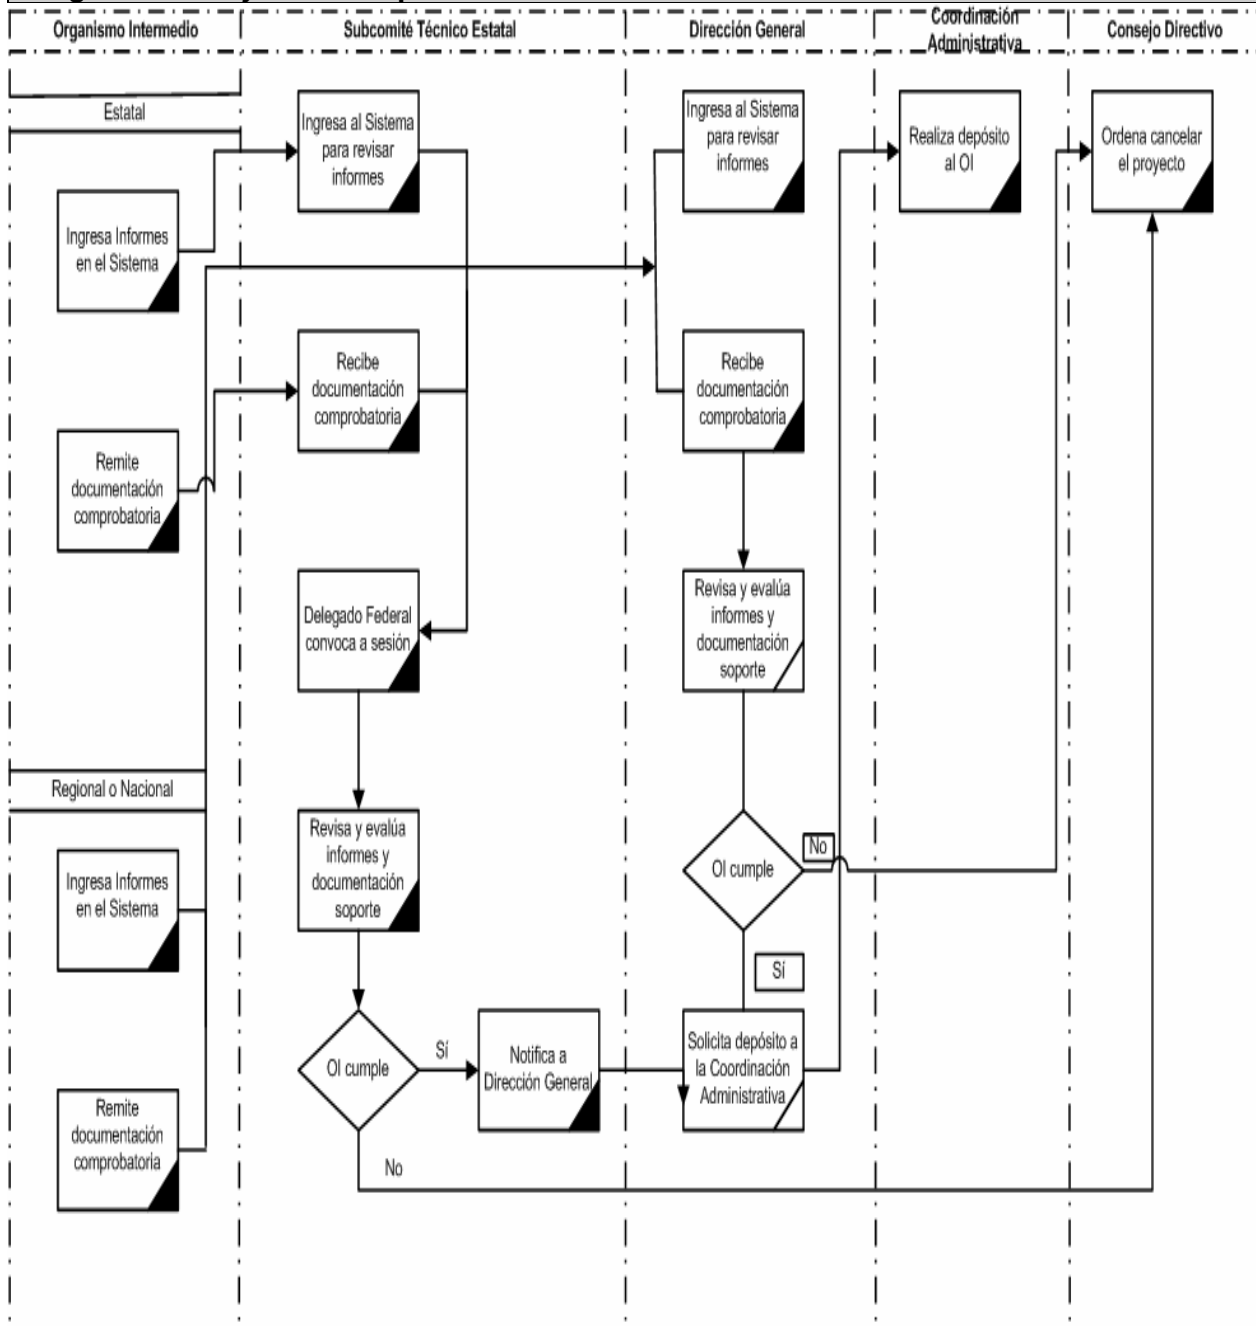 Organismo Intermedio
Subcomité Técnico Estatal
Dirección General
Coordinación
Administrativa
Consejo Directivo
Estatal
Ingresa Informes
en el Sistema
Remite
documentación
comprobatoria
Regional o Nacional
Ingresa Informes
en el Sistema
Remite
documentación
comprobatoria
Ingresa al Sistema
para revisar
informes
Recibe
documentación
comprobatoria
Delegado Federal
convoca a sesión
Revisa y evalúa
informes y
documentación
soporte
OI cumple
Sí
No
Notifica a
Dirección General
Ingresa al Sistema
para revisar
informes
Recibe
documentación
comprobatoria
Revisa y evalúa
informes y
documentación
soporte
OI cumple
No
Sí
Solicita depósito a
la Coordinación
Administrativa
Realiza depósito
al OI
Ordena cancelar
el proyecto